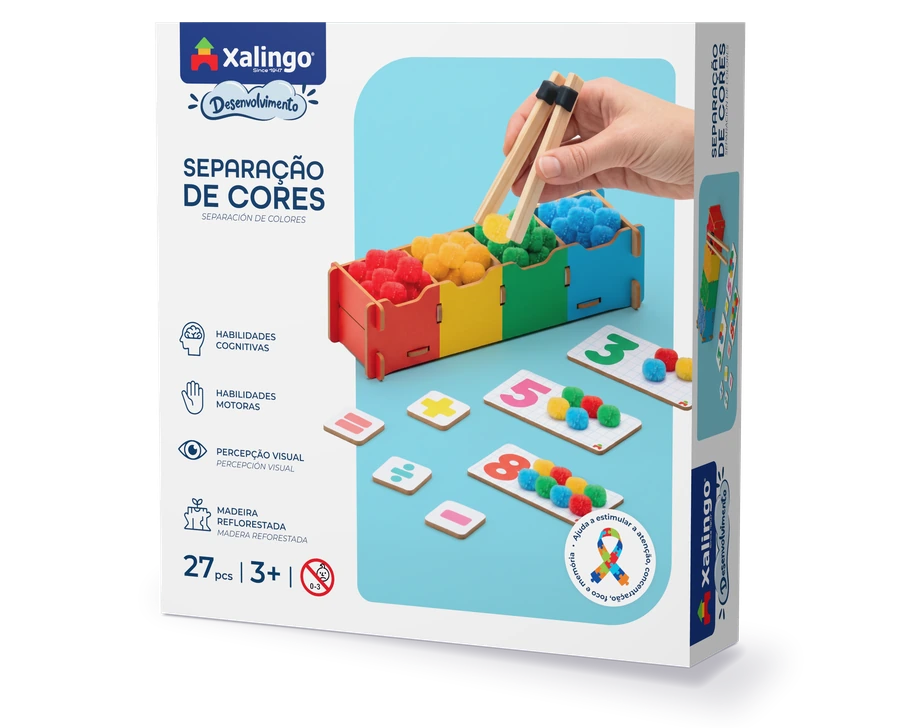 Xalingo®
Since 1947
Desenvolvimento
SEPARAÇÃO
DE CORES
SEPARACIÓN DE COLORES
HABILIDADES
COGNITIVAS
HABILIDADES
MOTORAS
PERCEPÇÃO VISUAL
PERCEPCIÓN VISUAL
MADEIRA
REFLORESTADA
MADERA REFORESTADA
27 pcs | 3+ |
0-3
3
5
8
=
+
÷
-
• Ajuda a estimular a atenção, concentração, foco e memória
SEPARAÇÃO
DE CORES
Xalingo®
Desenvolvimento